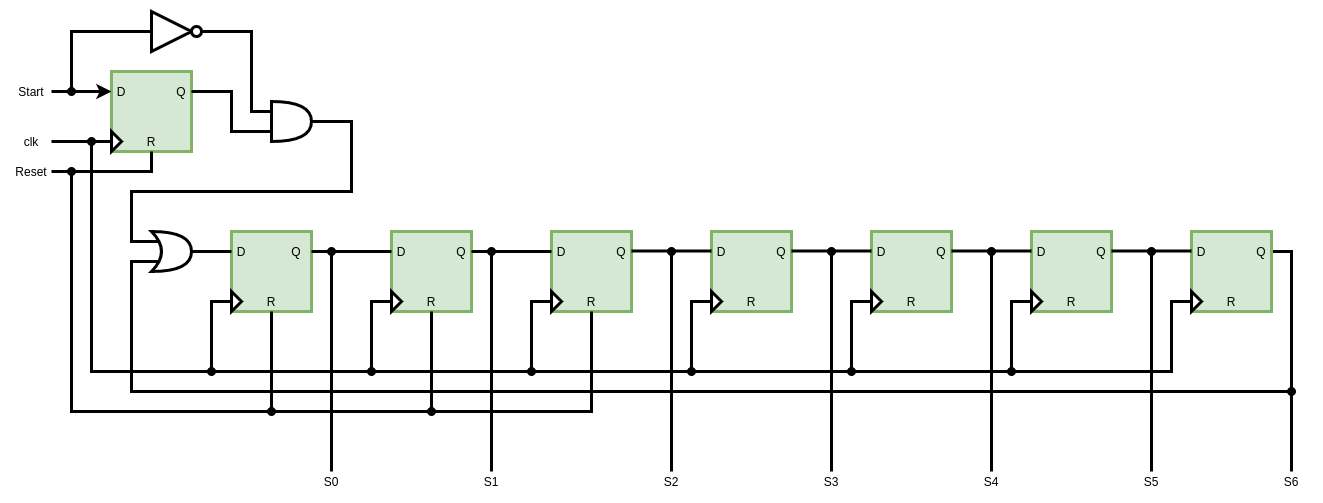 Start
D Q
clk
R
Reset
D Q D Q D Q D Q D Q D Q D Q
R R R R R R R
S0 S1 S2 S3 S4 S5 S6